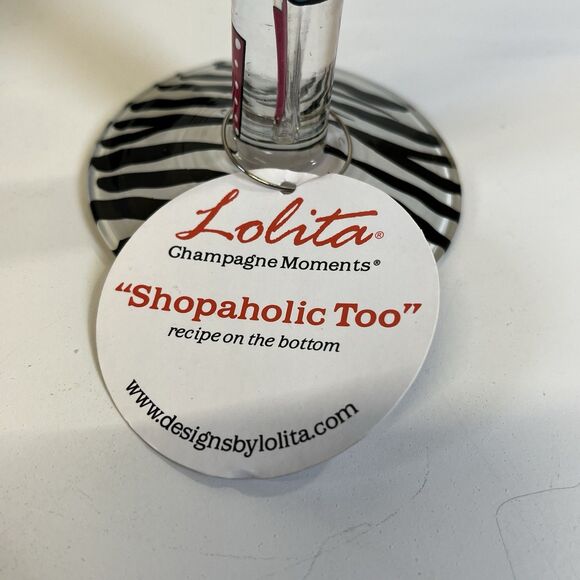 Lolita®
Champagne Moments®
“Shopaholic Too”
recipe on the bottom
www.designsbylolita.com